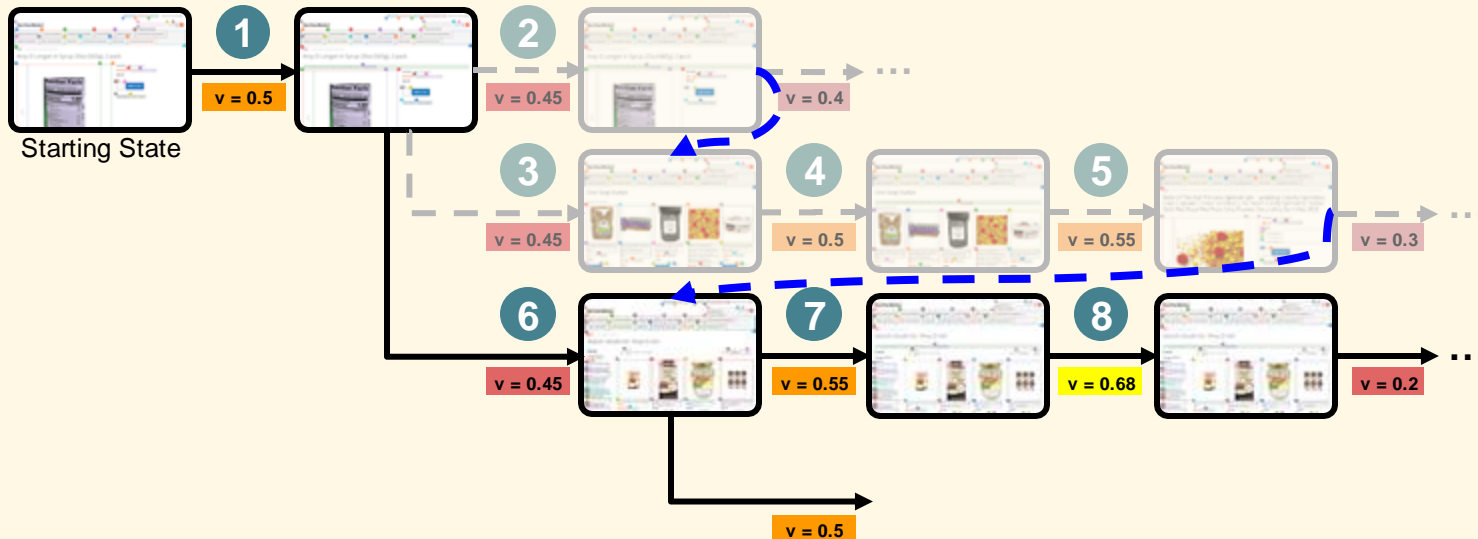 1
2
v = 0.5
v = 0.45
v = 0.4
...
Starting State
3
4
5
v = 0.45
v = 0.5
v = 0.55
v = 0.3
...
6
7
8
v = 0.45
v = 0.55
v = 0.68
v = 0.2
...
v = 0.5